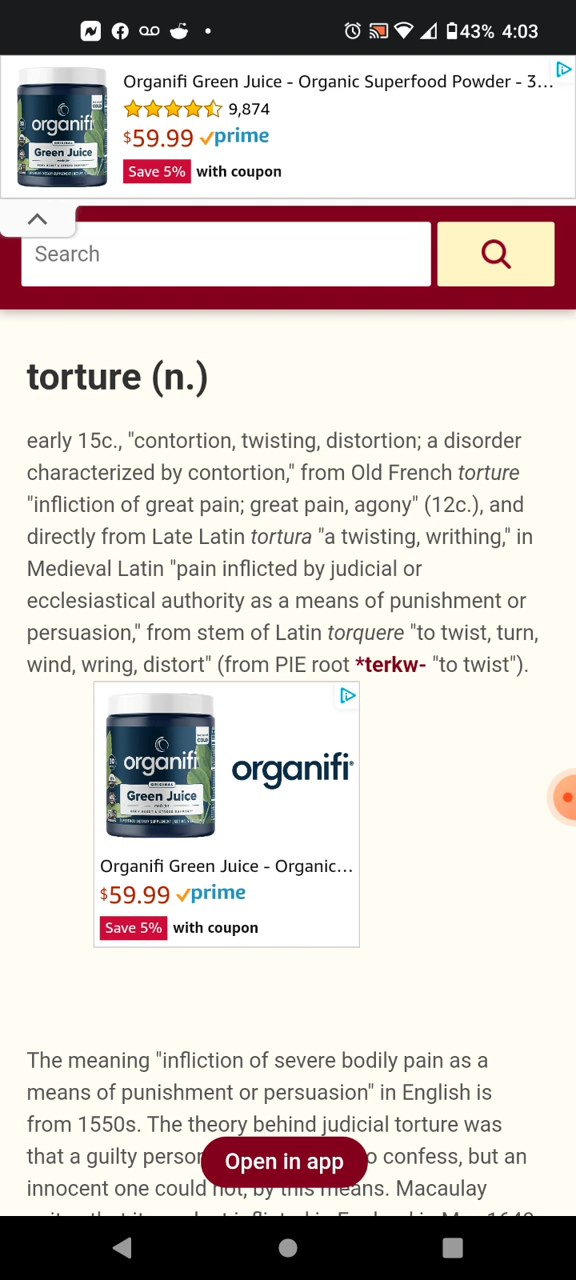 43% 4:03
Organifi Green Juice - Organic Superfood Powder - 3...
9,874
$59.99 prime
Save 5% with coupon
organifi
Green Juice
Search
torture (n.)
early 15c., "contortion, twisting, distortion; a disorder
characterized by contortion," from Old French torture
"infliction of great pain; great pain, agony" (12c.), and
directly from Late Latin tortura "a twisting, writhing," in
Medieval Latin "pain inflicted by judicial or
ecclesiastical authority as a means of punishment or
persuasion," from stem of Latin torquere "to twist, turn,
wind, wring, distort" (from PIE root *terkw- "to twist").
organifi
ORIGINAL
Green Juice
organifi
Organifi Green Juice - Organic...
$59.99 prime
Save 5% with coupon
The meaning "infliction of severe bodily pain as a
means of punishment or persuasion" in English is
from 1550s. The theory behind judicial torture was
that a guilty confess, but an
Open in app
innocent one could not, by this means. Macaulay